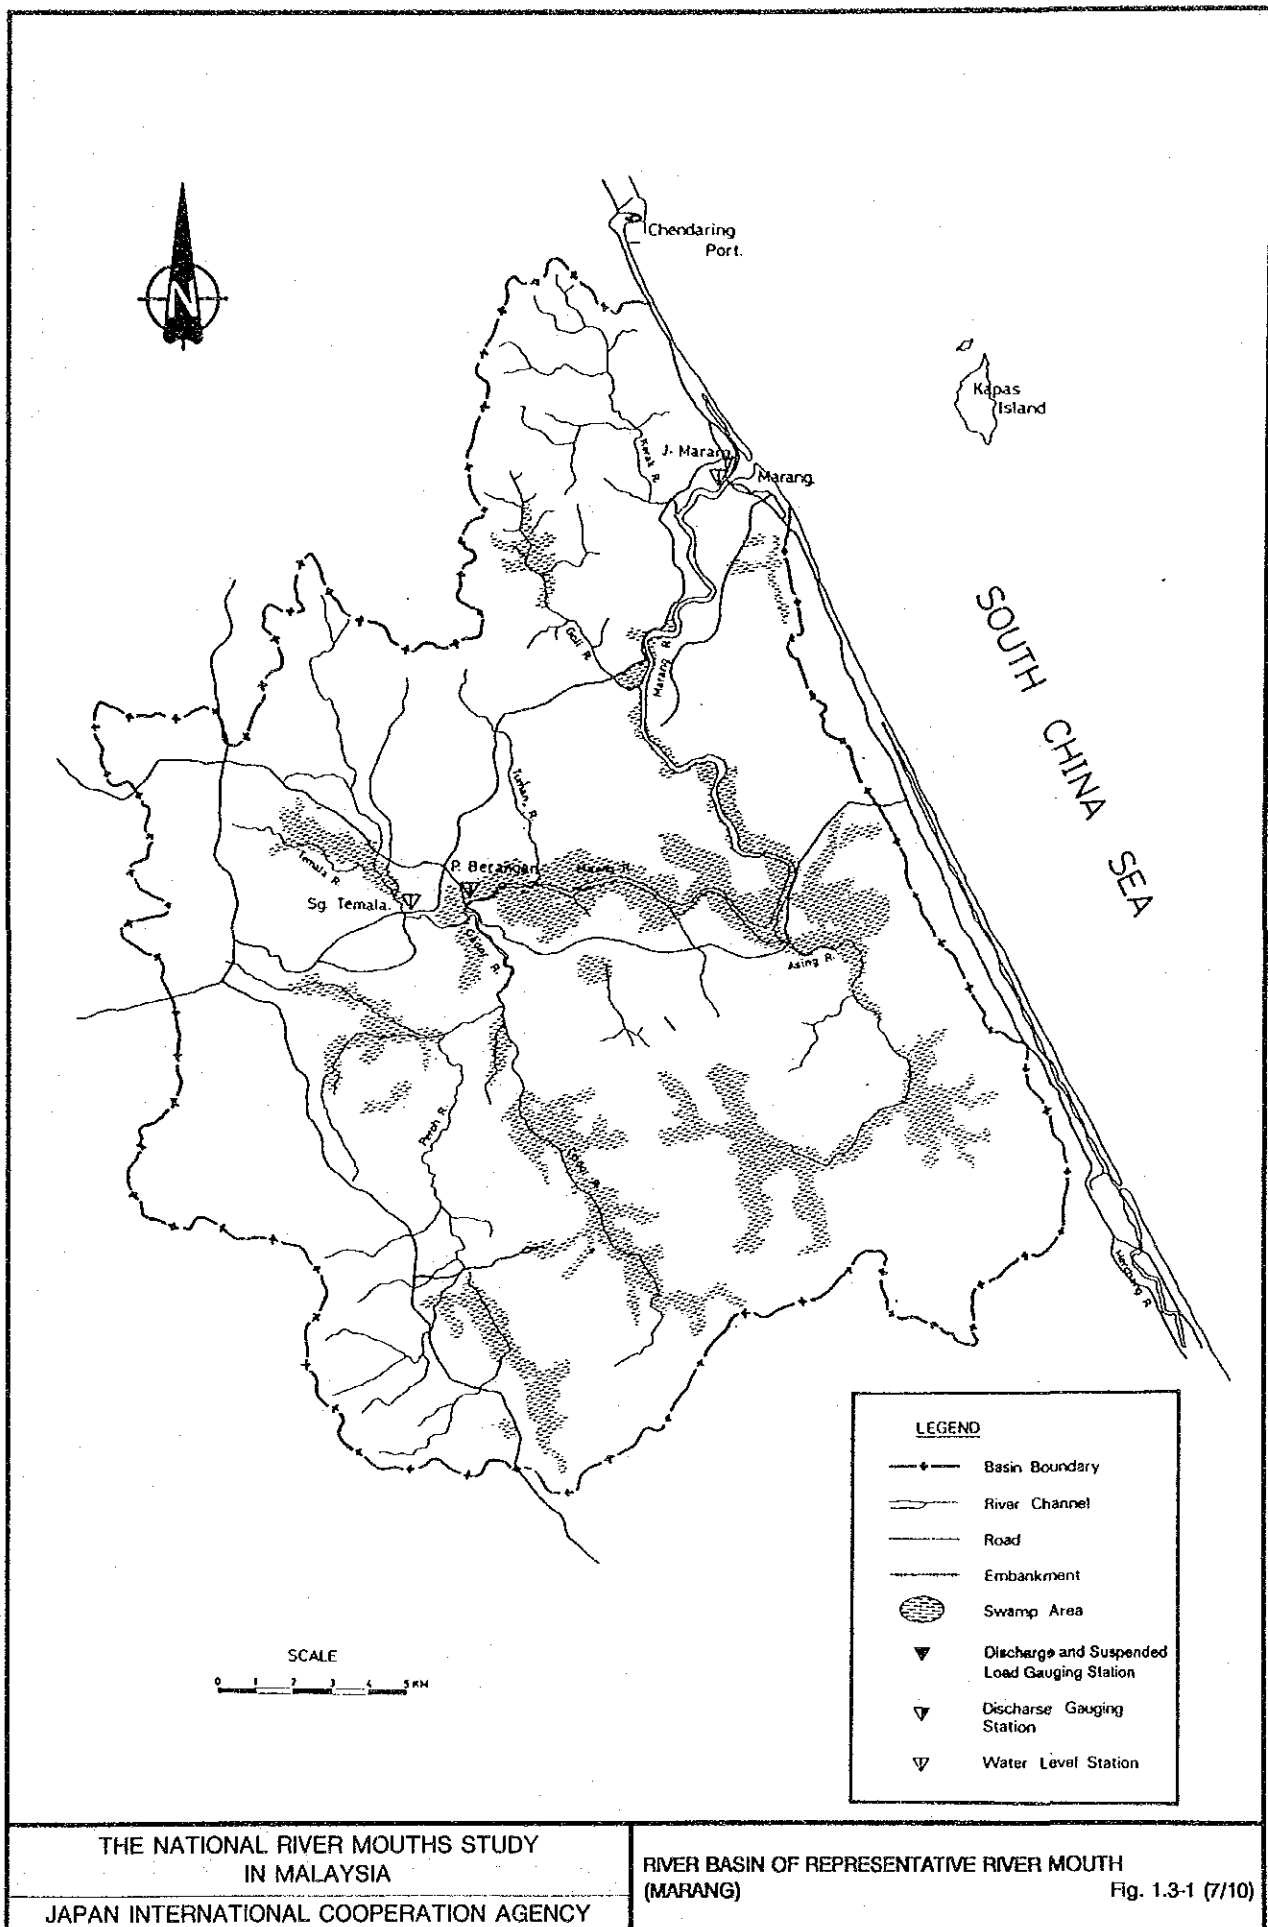 Chendaring
Port.
N
Kapas
Island
J. Marang
Marang.
Kerak R.
SOUTH CHINA SEA
Marang R.
P. Berangan
Temala R.
Sg. Temala.
Asing R.
Peroh R.
LEGEND
Basin Boundary
River Channel
Road
Embankment
Swamp Area
Discharge and Suspended
Load Gauging Station
Discharse Gauging
Station
Water Level Station
SCALE
0 1 2 3 4 5 KM
THE NATIONAL RIVER MOUTHS STUDY
IN MALAYSIA
JAPAN INTERNATIONAL COOPERATION AGENCY
RIVER BASIN OF REPRESENTATIVE RIVER MOUTH
(MARANG)
Fig. 1.3-1 (7/10)